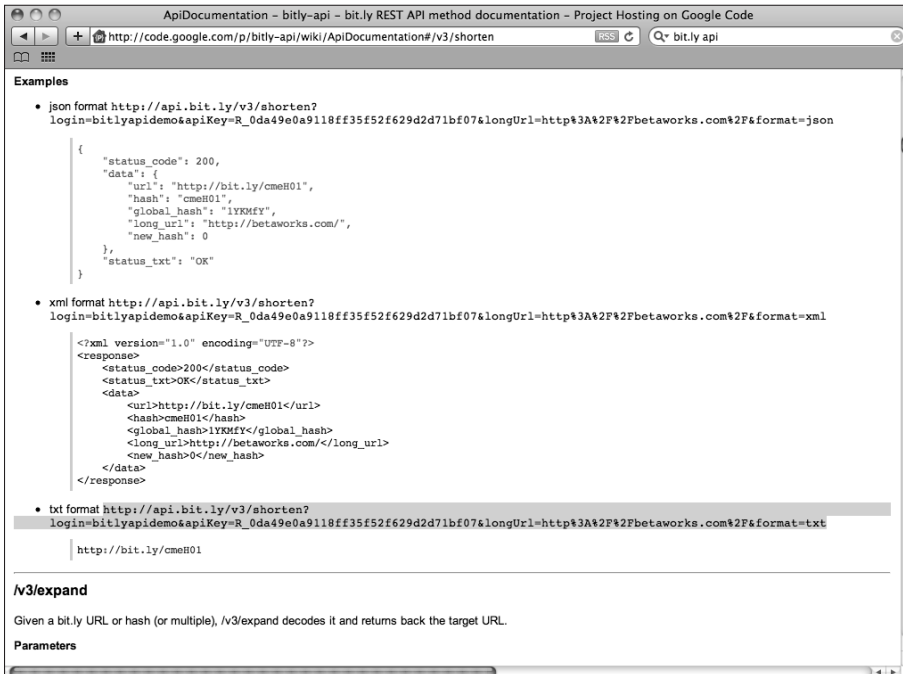 ApiDocumentation – bitly-api – bit.ly REST API method documentation – Project Hosting on Google Code
http://code.google.com/p/bitly-api/wiki/ApiDocumentation#/v3/shorten RSS bit.ly api
Examples
• json format http://api.bit.ly/v3/shorten?
login=bitlyapidemo&apiKey=R_0da49e0a9118ff35f52f629d2d71bf07&longUrl=http%3A%2F%2Fbetaworks.com%2F&format=json
{
"status_code": 200,
"data": {
"url": "http://bit.ly/cmeH01",
"hash": "cmeH01",
"global_hash": "1YKMfY",
"long_url": "http://betaworks.com/",
"new_hash": 0
},
"status_txt": "OK"
}
• xml format http://api.bit.ly/v3/shorten?
login=bitlyapidemo&apiKey=R_0da49e0a9118ff35f52f629d2d71bf07&longUrl=http%3A%2F%2Fbetaworks.com%2F&format=xml
<?xml version="1.0" encoding="UTF-8"?>
<response>
<status_code>200</status_code>
<status_txt>OK</status_txt>
<data>
<url>http://bit.ly/cmeH01</url>
<hash>cmeH01</hash>
<global_hash>1YKMfY</global_hash>
<long_url>http://betaworks.com/</long_url>
<new_hash>0</new_hash>
</data>
</response>
• txt format http://api.bit.ly/v3/shorten?
login=bitlyapidemo&apiKey=R_0da49e0a9118ff35f52f629d2d71bf07&longUrl=http%3A%2F%2Fbetaworks.com%2F&format=txt
http://bit.ly/cmeH01
/v3/expand
Given a bit.ly URL or hash (or multiple), /v3/expand decodes it and returns back the target URL.
Parameters